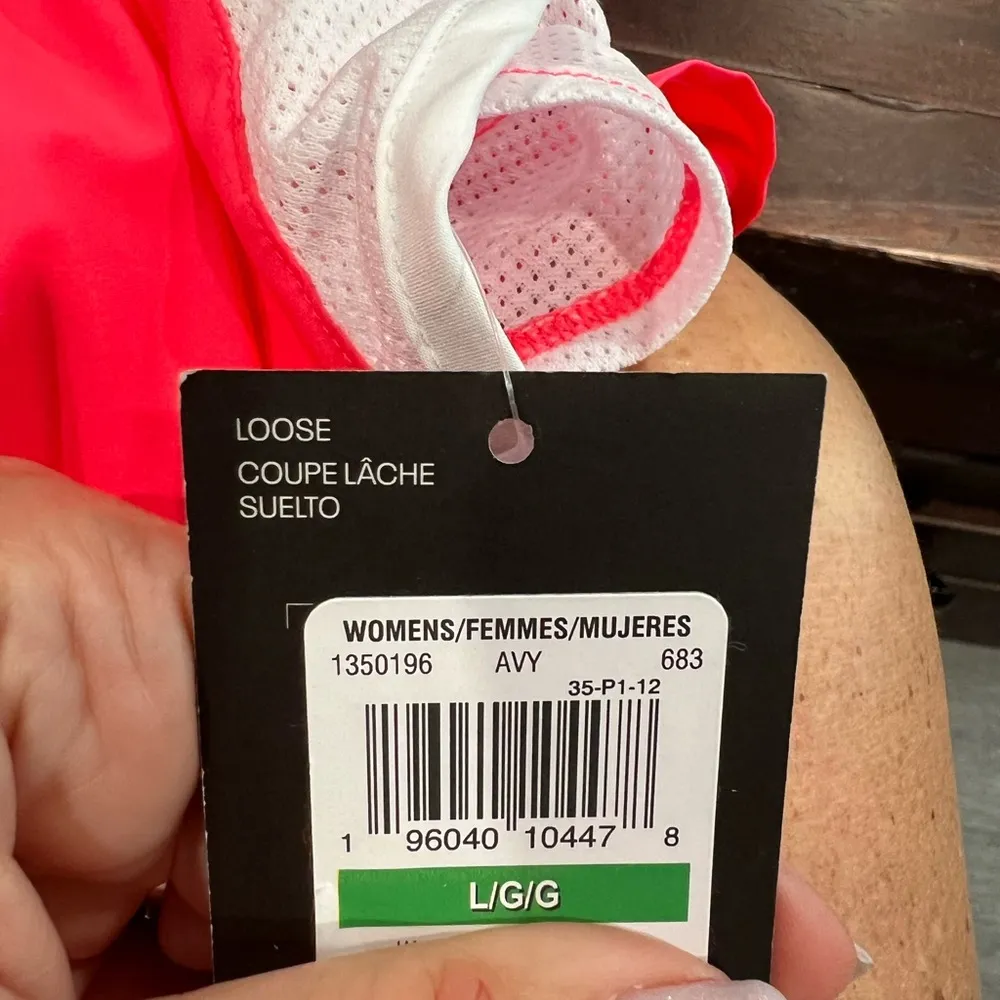 LOOSE
COUPE LÂCHE
SUELTO
WOMENS/FEMMES/MUJERES
1350196 AVY 683
35-P1-12
1 96040 10447 8
L/G/G